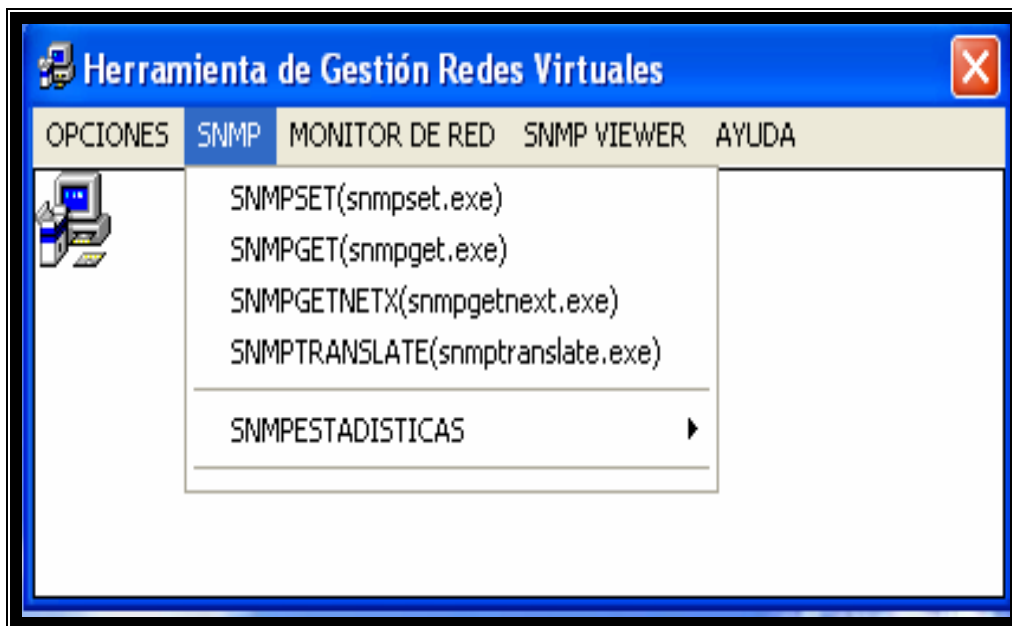 Herramienta de Gestión Redes Virtuales
OPCIONES SNMP MONITOR DE RED SNMP VIEWER AYUDA
SNMPSET(snmpset.exe)
SNMPGET(snmpget.exe)
SNMPGETNETX(snmpgetnext.exe)
SNMPTRANSLATE(snmptranslate.exe)
SNMPESTADISTICAS